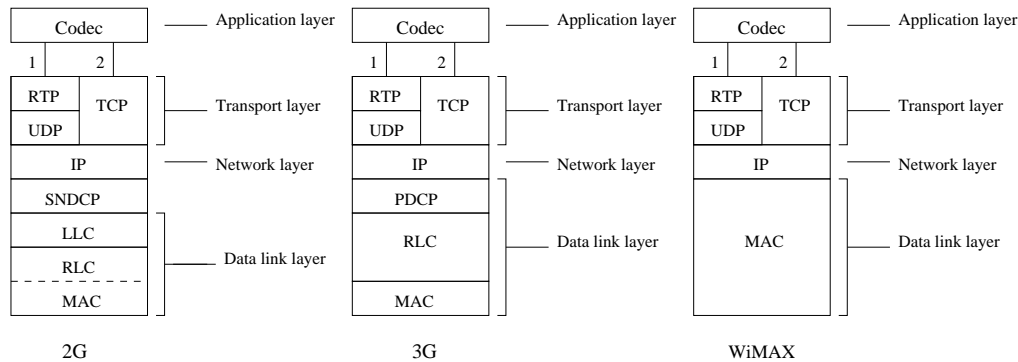 Codec
Application layer
1
2
RTP
TCP
UDP
Transport layer
IP
Network layer
SNDCP
LLC
RLC
MAC
Data link layer
2G
Codec
Application layer
1
2
RTP
TCP
UDP
Transport layer
IP
Network layer
PDCP
RLC
MAC
Data link layer
3G
Codec
Application layer
1
2
RTP
TCP
UDP
Transport layer
IP
Network layer
MAC
Data link layer
WiMAX